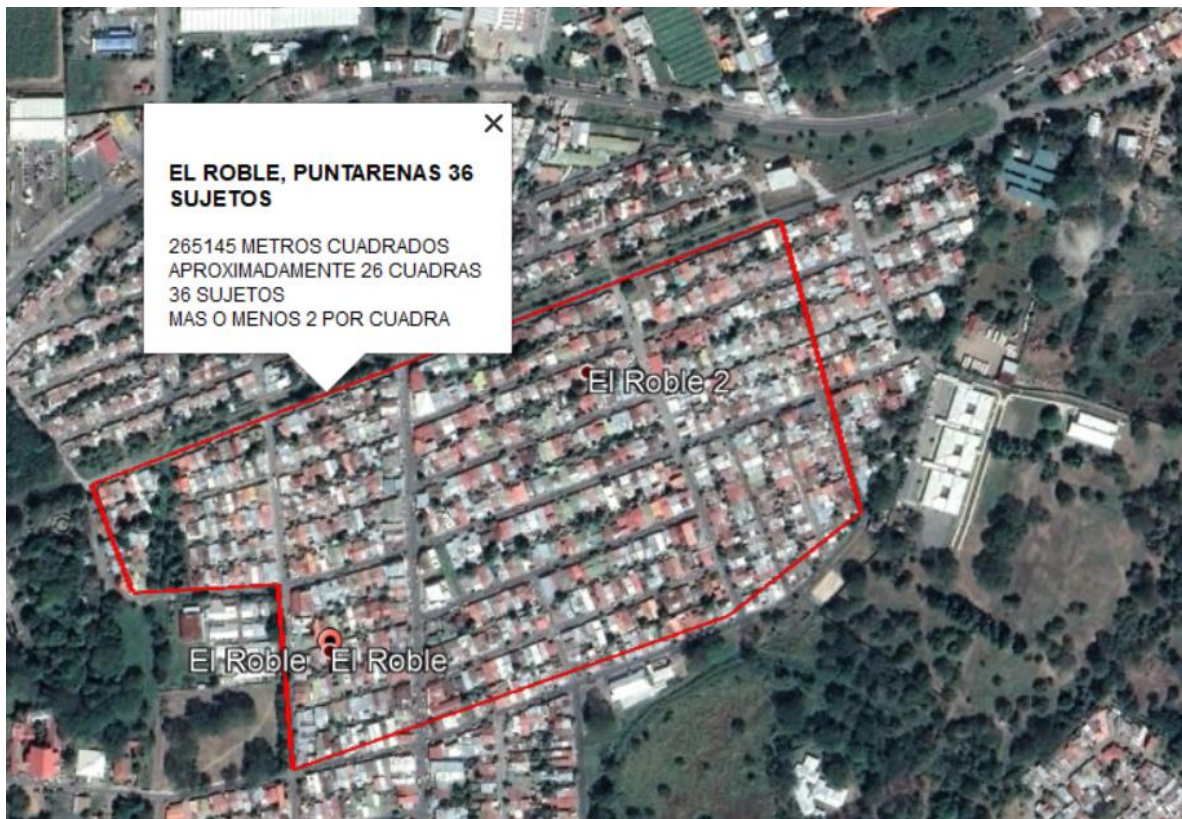 EL ROBLE, PUNTARENAS 36
SUJETOS
265145 METROS CUADRADOS
APROXIMADAMENTE 26 CUADRAS
36 SUJETOS
MAS O MENOS 2 POR CUADRA
El Roble 2
El Roble
El Roble